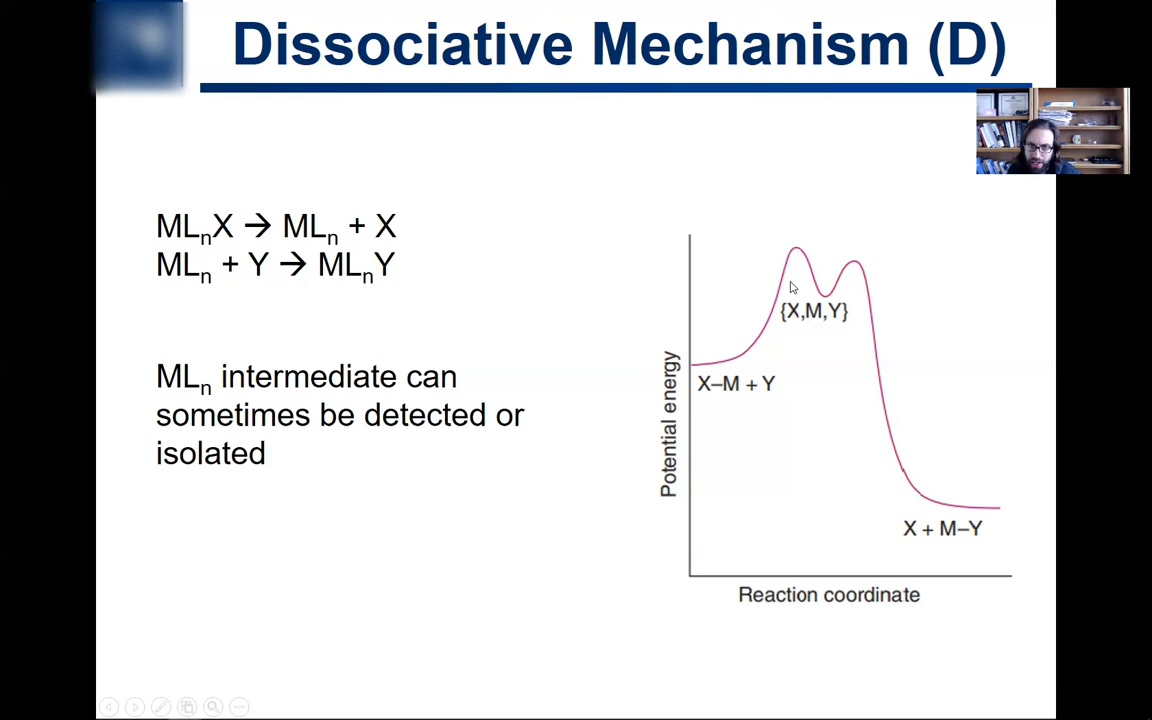 Dissociative Mechanism (D)
MLₙX → MLₙ + X
MLₙ + Y → MLₙY
MLₙ intermediate can
sometimes be detected or
isolated
{X,M,Y}
X–M + Y
Potential energy
X + M–Y
Reaction coordinate